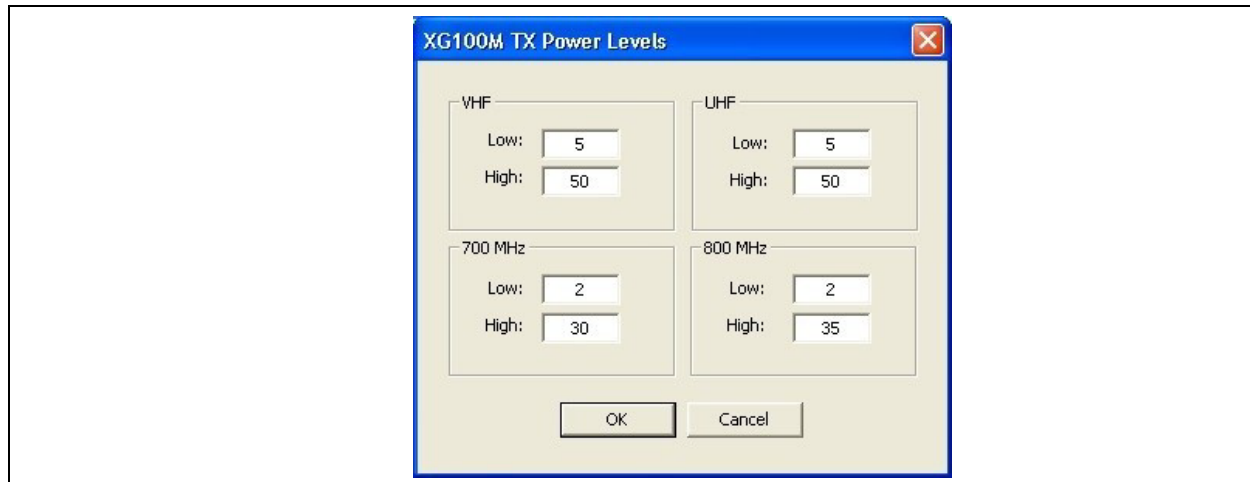 XG100M TX Power Levels
VHF
Low: 5
High: 50
UHF
Low: 5
High: 50
700 MHz
Low: 2
High: 30
800 MHz
Low: 2
High: 35
OK Cancel